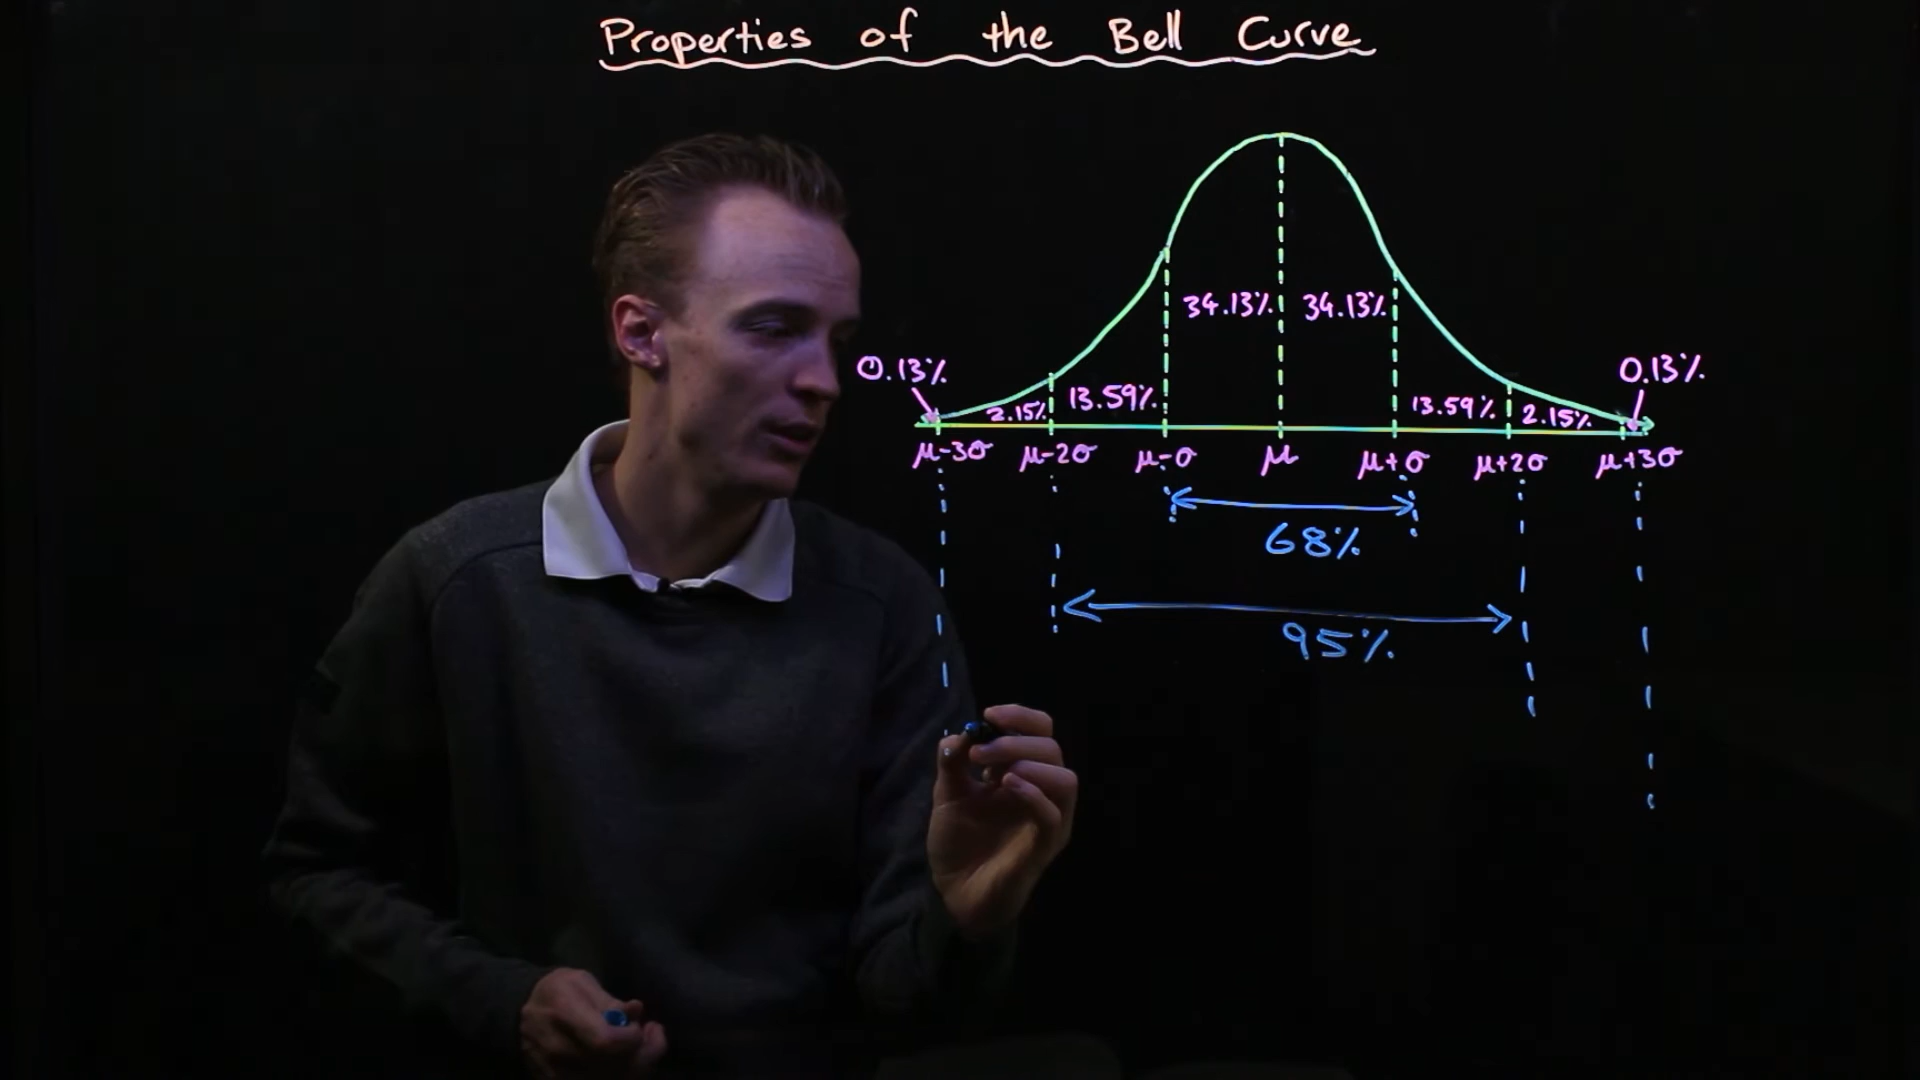 Properties of the Bell Curve
34.13% 34.13%
0.13% 0.13%
2.15% 13.59% 13.59% 2.15%
μ-3σ μ-2σ μ-σ μ μ+σ μ+2σ μ+3σ
68%
95%